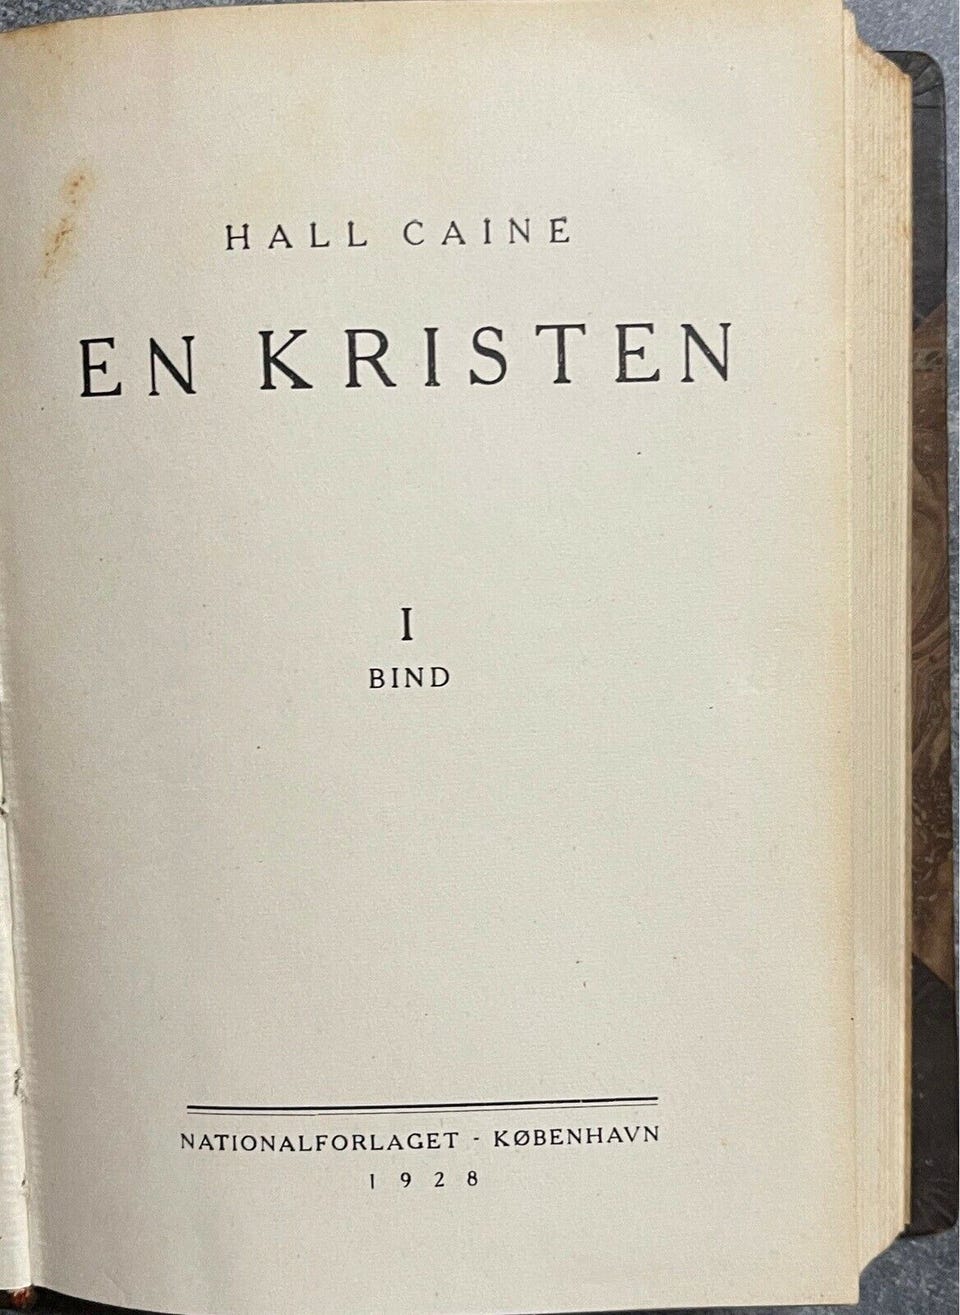 HALL CAINE
EN KRISTEN
I
BIND
NATIONALFORLAGET - KØBENHAVN
1928